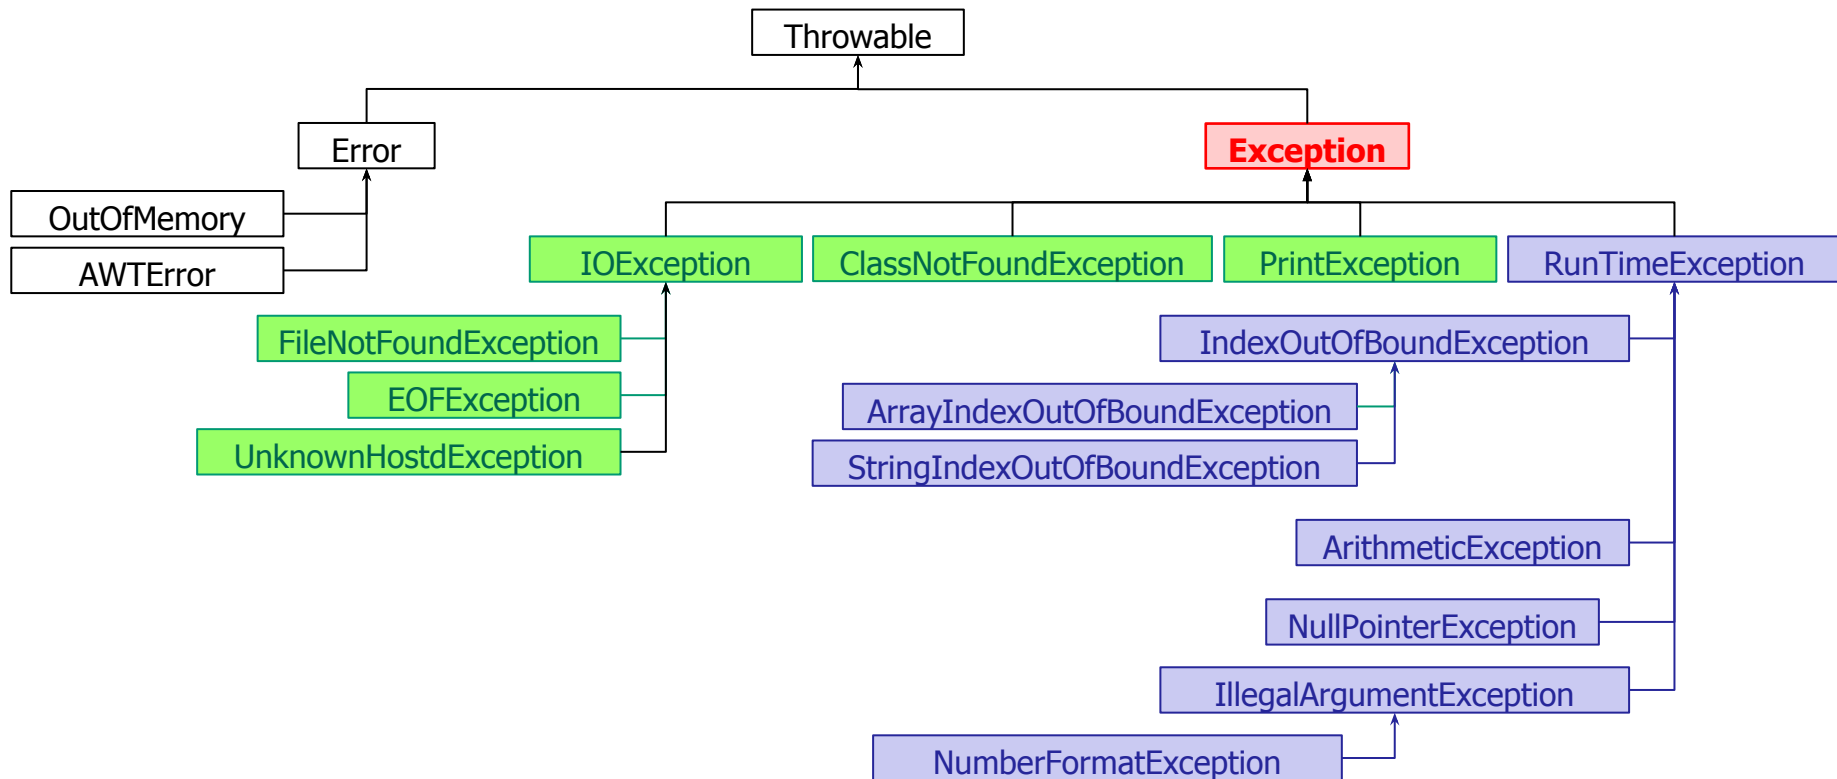 Throwable
Error
Exception
OutOfMemory
AWTError
IOException
ClassNotFoundException
PrintException
RunTimeException
FileNotFoundException
EOFException
UnknownHostdException
IndexOutOfBoundException
ArrayIndexOutOfBoundException
StringIndexOutOfBoundException
ArithmeticException
NullPointerException
IllegalArgumentException
NumberFormatException